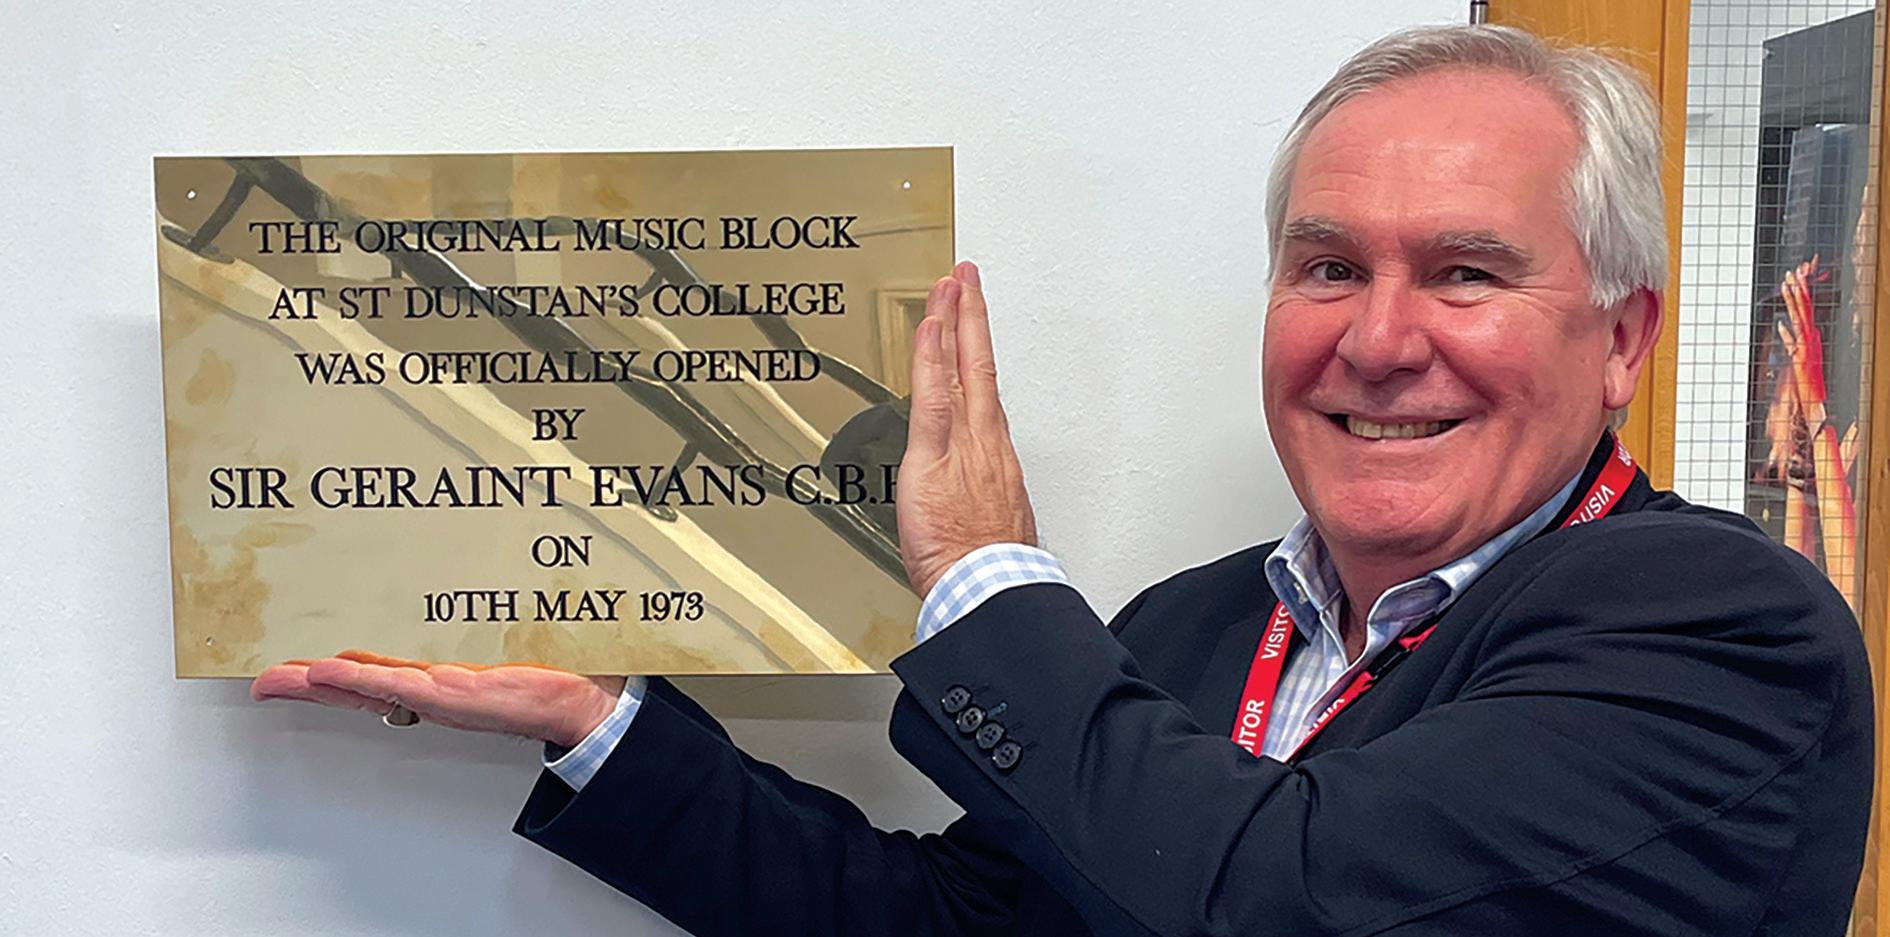 THE ORIGINAL MUSIC BLOCK
AT ST DUNSTAN'S COLLEGE
WAS OFFICIALLY OPENED
BY
SIR GERAINT EVANS C.B.
ON
10TH MAY 1973
VISITOR